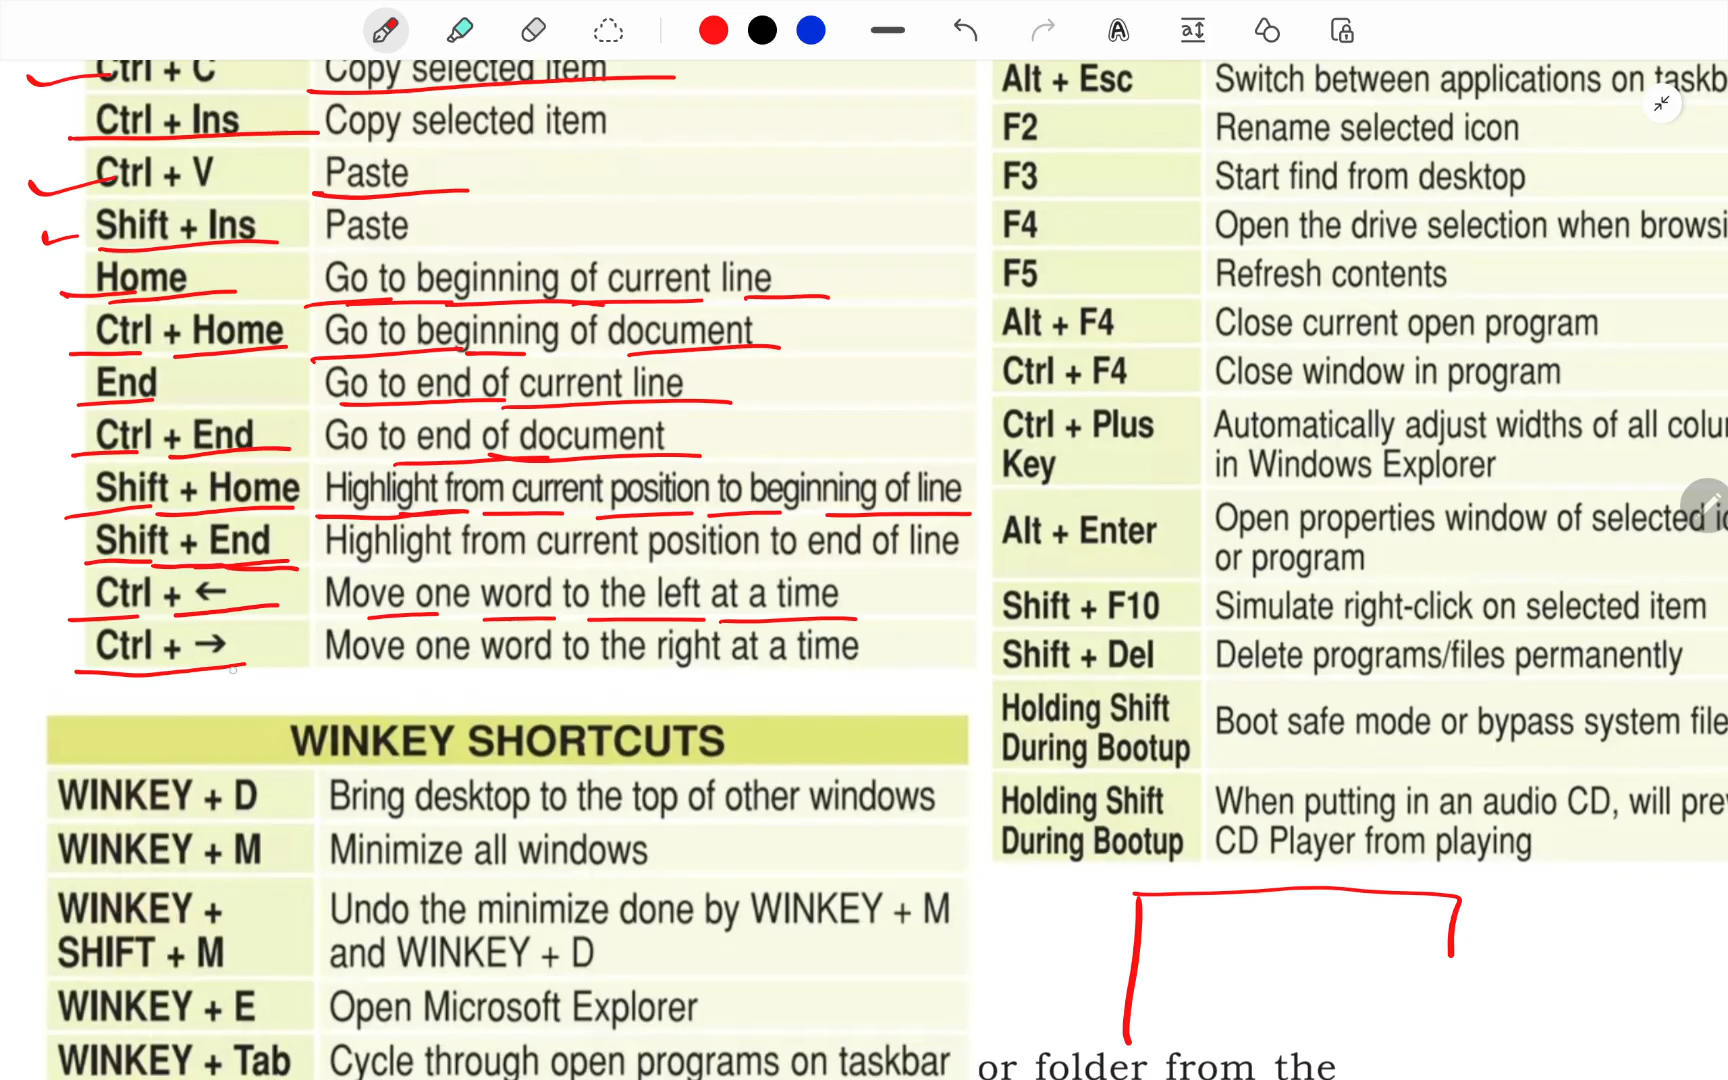 Ctrl + C Copy selected item
Ctrl + Ins Copy selected item
Ctrl + V Paste
Shift + Ins Paste
Home Go to beginning of current line
Ctrl + Home Go to beginning of document
End Go to end of current line
Ctrl + End Go to end of document
Shift + Home Highlight from current position to beginning of line
Shift + End Highlight from current position to end of line
Ctrl + ← Move one word to the left at a time
Ctrl + → Move one word to the right at a time
WINKEY SHORTCUTS
WINKEY + D Bring desktop to the top of other windows
WINKEY + M Minimize all windows
WINKEY + Undo the minimize done by WINKEY + M
SHIFT + M and WINKEY + D
WINKEY + E Open Microsoft Explorer
WINKEY + Tab Cycle through open programs on taskbar
Alt + Esc Switch between applications on taskb
F2 Rename selected icon
F3 Start find from desktop
F4 Open the drive selection when browsi
F5 Refresh contents
Alt + F4 Close current open program
Ctrl + F4 Close window in program
Ctrl + Plus Automatically adjust widths of all colu
Key in Windows Explorer
Alt + Enter Open properties window of selected ic
or program
Shift + F10 Simulate right-click on selected item
Shift + Del Delete programs/files permanently
Holding Shift Boot safe mode or bypass system file
During Bootup
Holding Shift When putting in an audio CD, will prev
During Bootup CD Player from playing
or folder from the